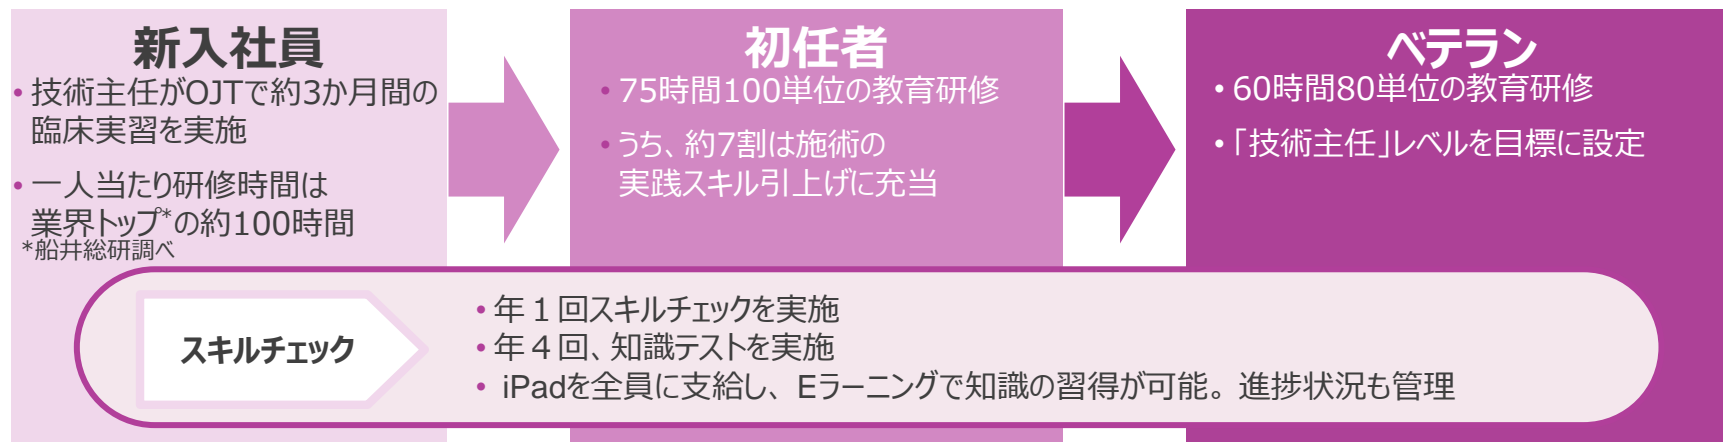 新入社員
• 技術主任がOJTで約3か月間の
臨床実習を実施
• 一人当たり研修時間は
業界トップ*の約100時間
*船井総研調べ
初任者
• 75時間100単位の教育研修
• うち、約7割は施術の
実践スキル引上げに充当
ベテラン
• 60時間80単位の教育研修
• 「技術主任」レベルを目標に設定
スキルチェック
• 年１回スキルチェックを実施
• 年４回、知識テストを実施
• iPadを全員に支給し、Eラーニングで知識の習得が可能。進捗状況も管理